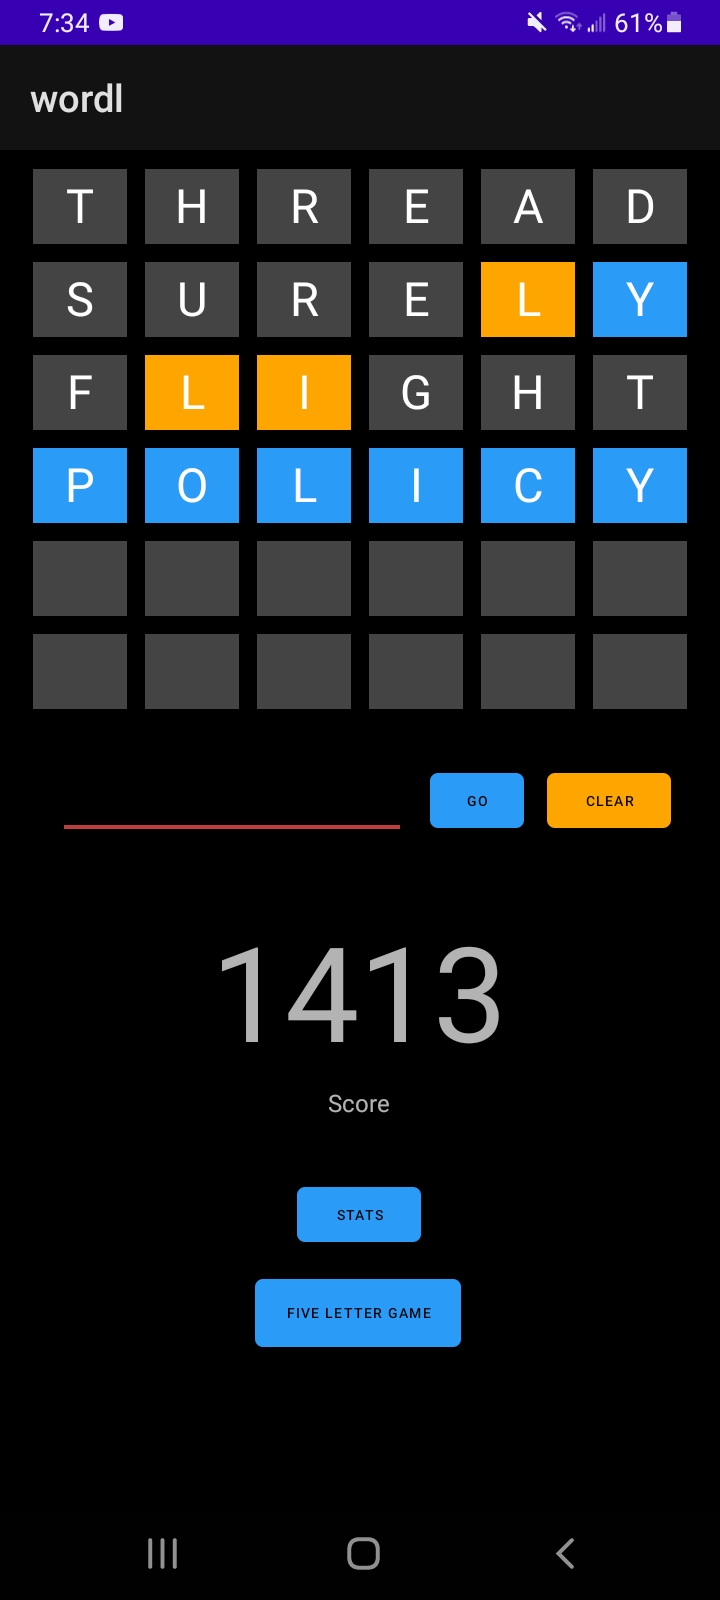 7:34 61%
wordl
T H R E A D
S U R E L Y
F L I G H T
P O L I C Y
GO CLEAR
1413
Score
STATS
FIVE LETTER GAME